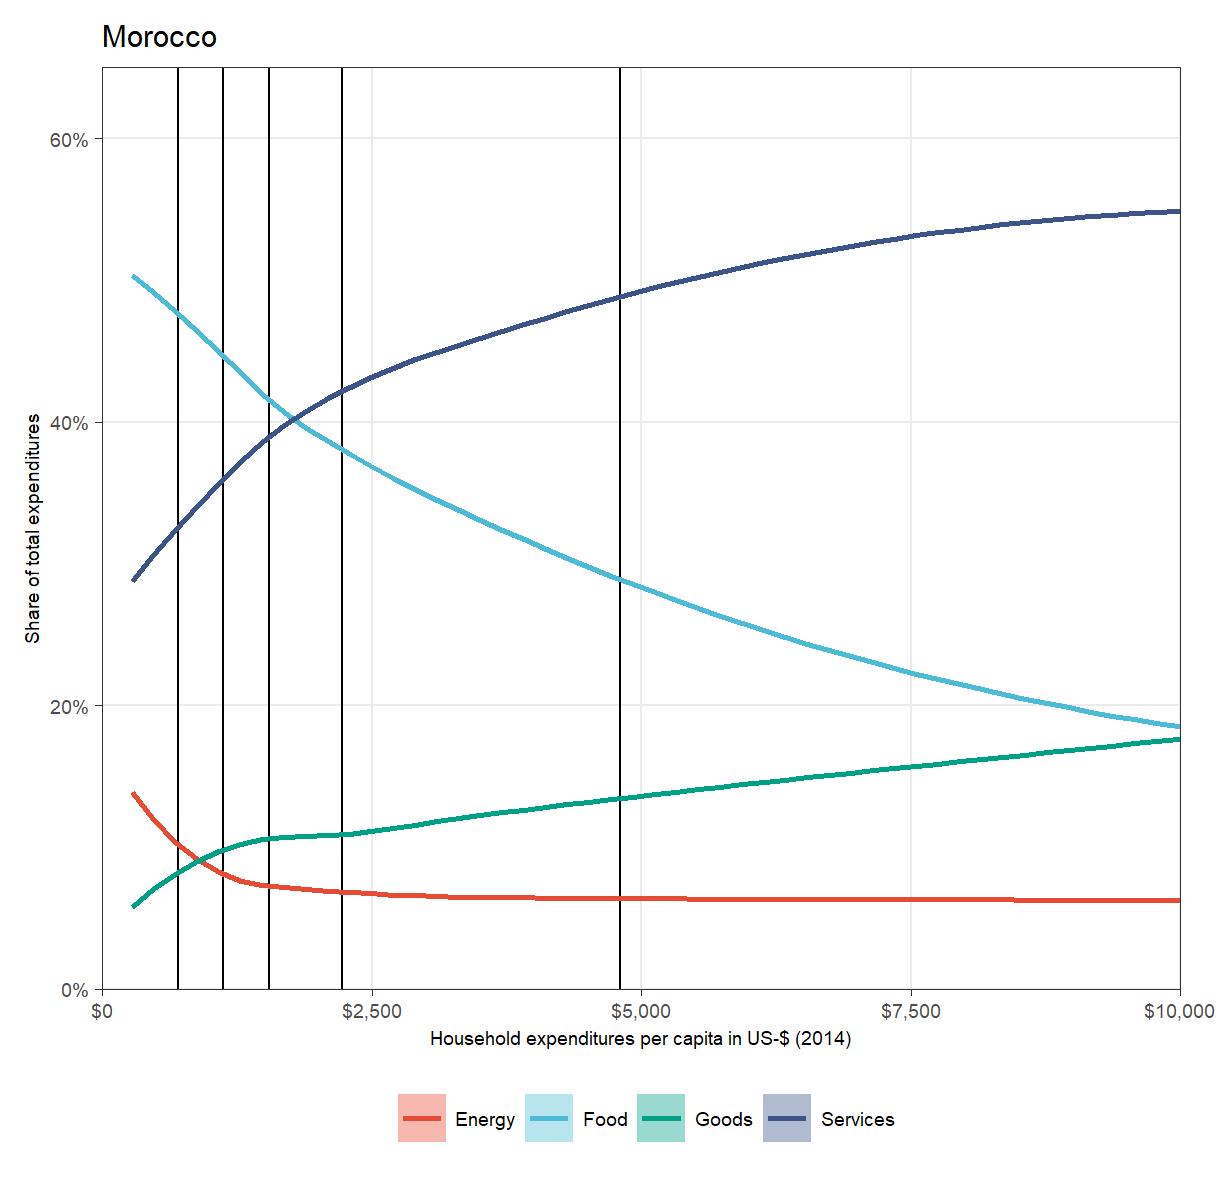 Morocco
60%
40%
20%
0%
Share of total expenditures
$0 $2,500 $5,000 $7,500 $10,000
Household expenditures per capita in US-$ (2014)
Energy Food Goods Services